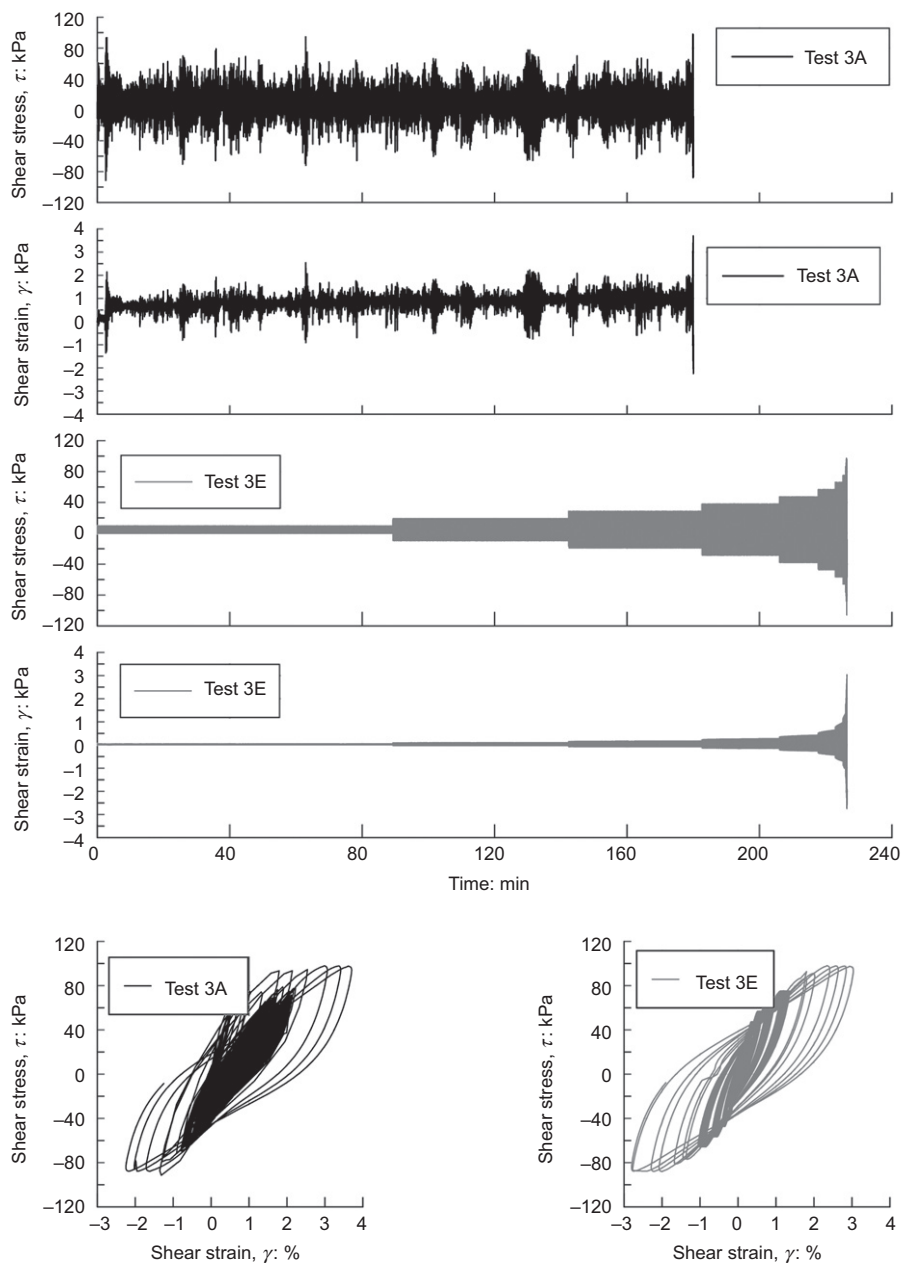 120
80
40
0
–40
–80
–120
Shear stress, τ: kPa
Test 3A
4
3
2
1
0
–1
–2
–3
–4
Shear strain, γ: kPa
Test 3A
120
80
40
0
–40
–80
–120
Shear stress, τ: kPa
Test 3E
4
3
2
1
0
–1
–2
–3
–4
Shear strain, γ: kPa
Test 3E
0 40 80 120 160 200 240
Time: min
120
80
40
0
–40
–80
–120
Shear stress, τ: kPa
Test 3A
–3 –2 –1 0 1 2 3 4
Shear strain, γ: %
120
80
40
0
–40
–80
–120
Shear stress, τ: kPa
Test 3E
–3 –2 –1 0 1 2 3 4
Shear strain, γ: %